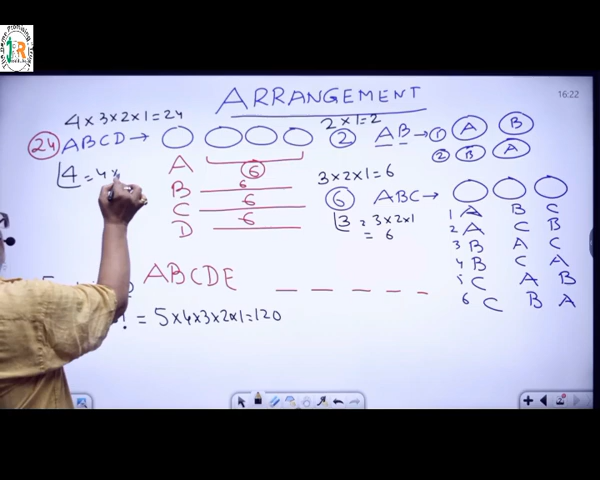 16:22
ARRANGEMENT
4×3×2×1=24
24 ABCD→
2×1=2
2 AB→ 1 A B
2 B A
⌊4 = 4×
A 6
B 6
C 6
D 6
3×2×1=6
6 ABC→
⌊3 = 3×2×1
= 6
1 A B C
2 A C B
3 B A C
4 B C A
5 C A B
6 C B A
ABCDE _ _ _ _ _
! = 5×4×3×2×1=120